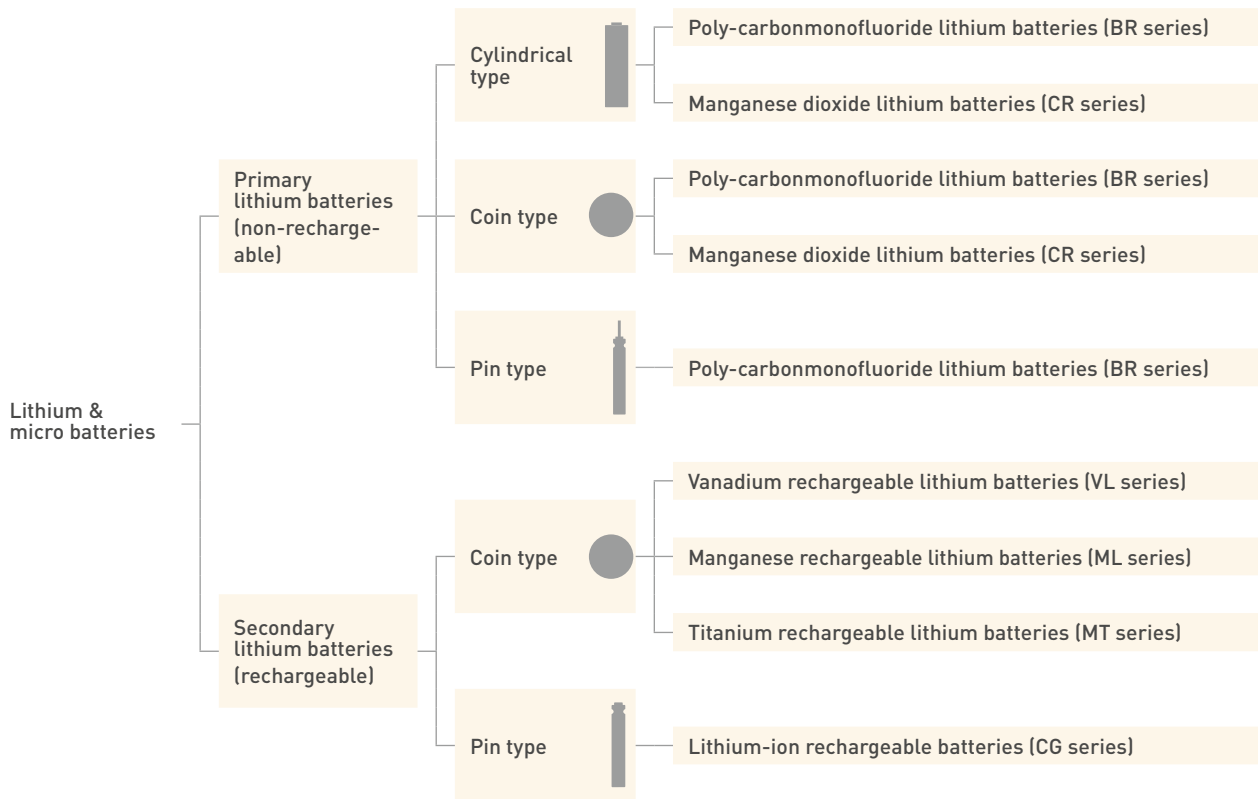 Lithium &
micro batteries
Primary
lithium batteries
(non-recharge-
able)
Cylindrical
type
Poly-carbonmonofluoride lithium batteries (BR series)
Manganese dioxide lithium batteries (CR series)
Coin type
Poly-carbonmonofluoride lithium batteries (BR series)
Manganese dioxide lithium batteries (CR series)
Pin type
Poly-carbonmonofluoride lithium batteries (BR series)
Secondary
lithium batteries
(rechargeable)
Coin type
Vanadium rechargeable lithium batteries (VL series)
Manganese rechargeable lithium batteries (ML series)
Titanium rechargeable lithium batteries (MT series)
Pin type
Lithium-ion rechargeable batteries (CG series)